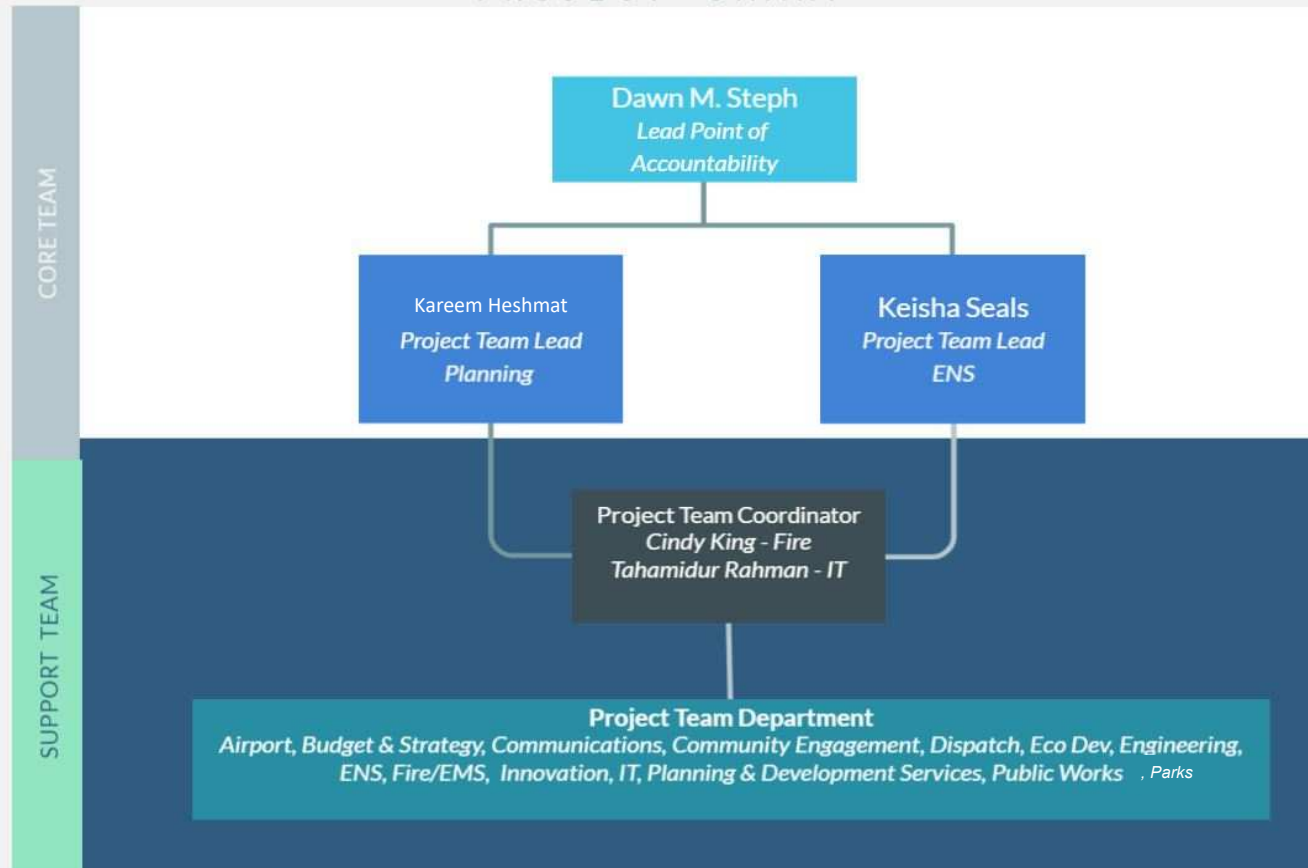 CORE TEAM
Dawn M. Steph
Lead Point of
Accountability
Kareem Heshmat
Project Team Lead
Planning
Keisha Seals
Project Team Lead
ENS
SUPPORT TEAM
Project Team Coordinator
Cindy King - Fire
Tahamidur Rahman - IT
Project Team Department
Airport, Budget & Strategy, Communications, Community Engagement, Dispatch, Eco Dev, Engineering,
ENS, Fire/EMS, Innovation, IT, Planning & Development Services, Public Works , Parks